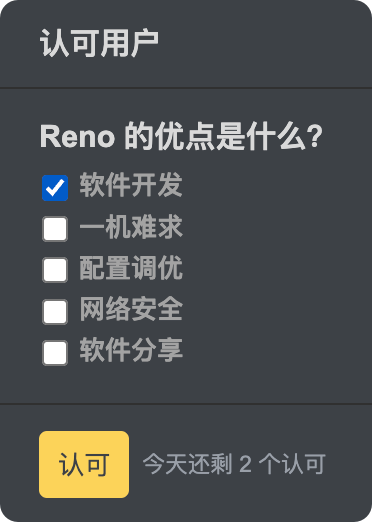 认可用户
Reno 的优点是什么?
软件开发
一机难求
配置调优
网络安全
软件分享
认可 今天还剩 2 个认可